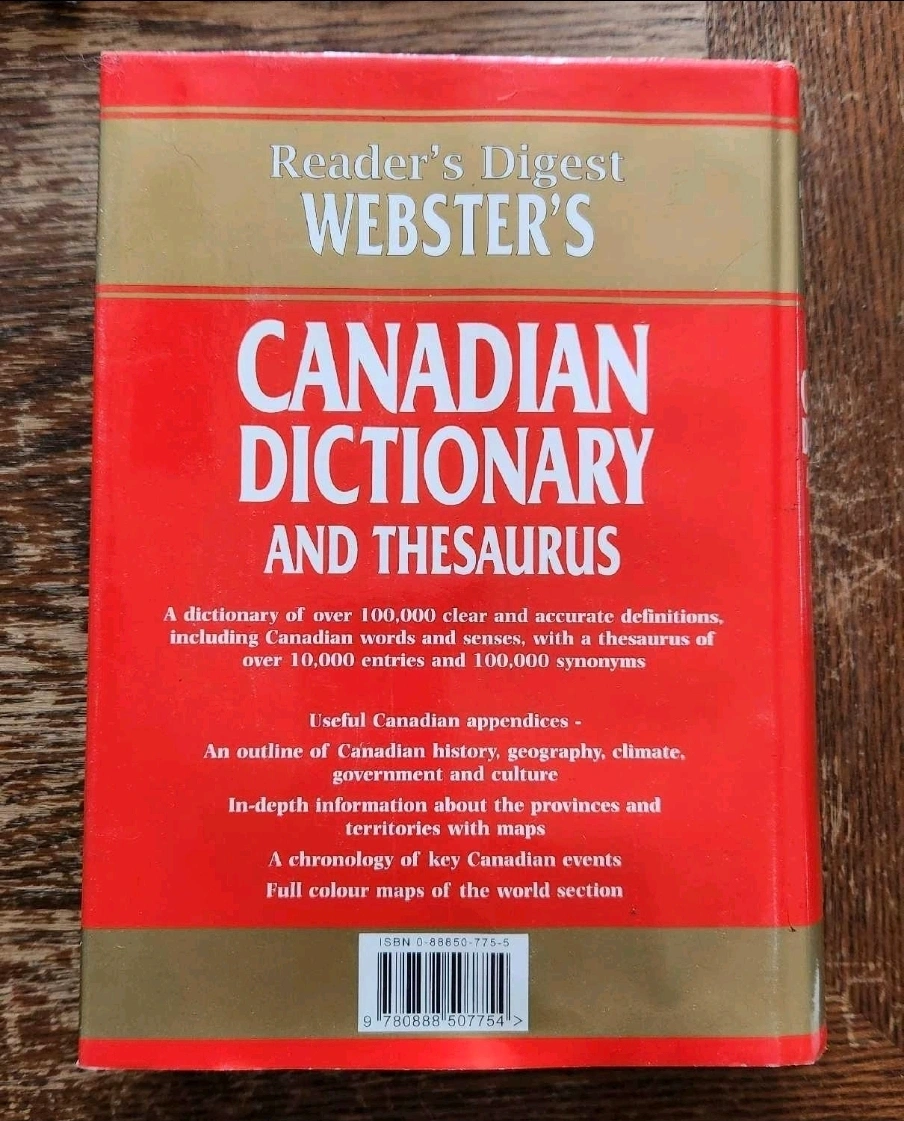 Reader's Digest
WEBSTER'S
CANADIAN
DICTIONARY
AND THESAURUS
A dictionary of over 100,000 clear and accurate definitions,
including Canadian words and senses, with a thesaurus of
over 10,000 entries and 100,000 synonyms
Useful Canadian appendices -
An outline of Canadian history, geography, climate,
government and culture
In-depth information about the provinces and
territories with maps
A chronology of key Canadian events
Full colour maps of the world section
ISBN 0-88850-775-5
9 780888 507754 >